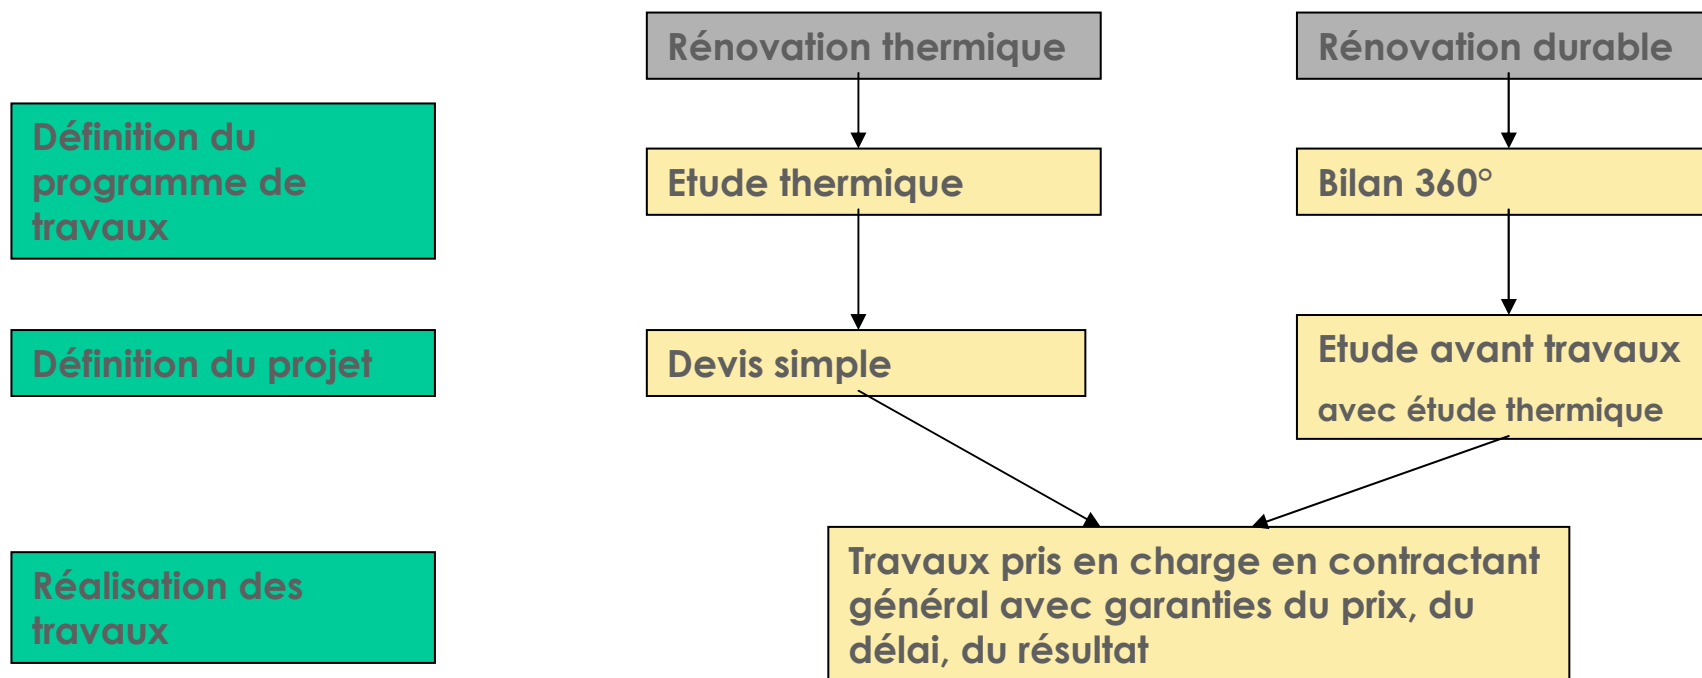 Rénovation thermique
Rénovation durable
Définition du
programme de
travaux
Etude thermique
Bilan 360°
Définition du projet
Devis simple
Etude avant travaux
avec étude thermique
Réalisation des
travaux
Travaux pris en charge en contractant
général avec garanties du prix, du
délai, du résultat